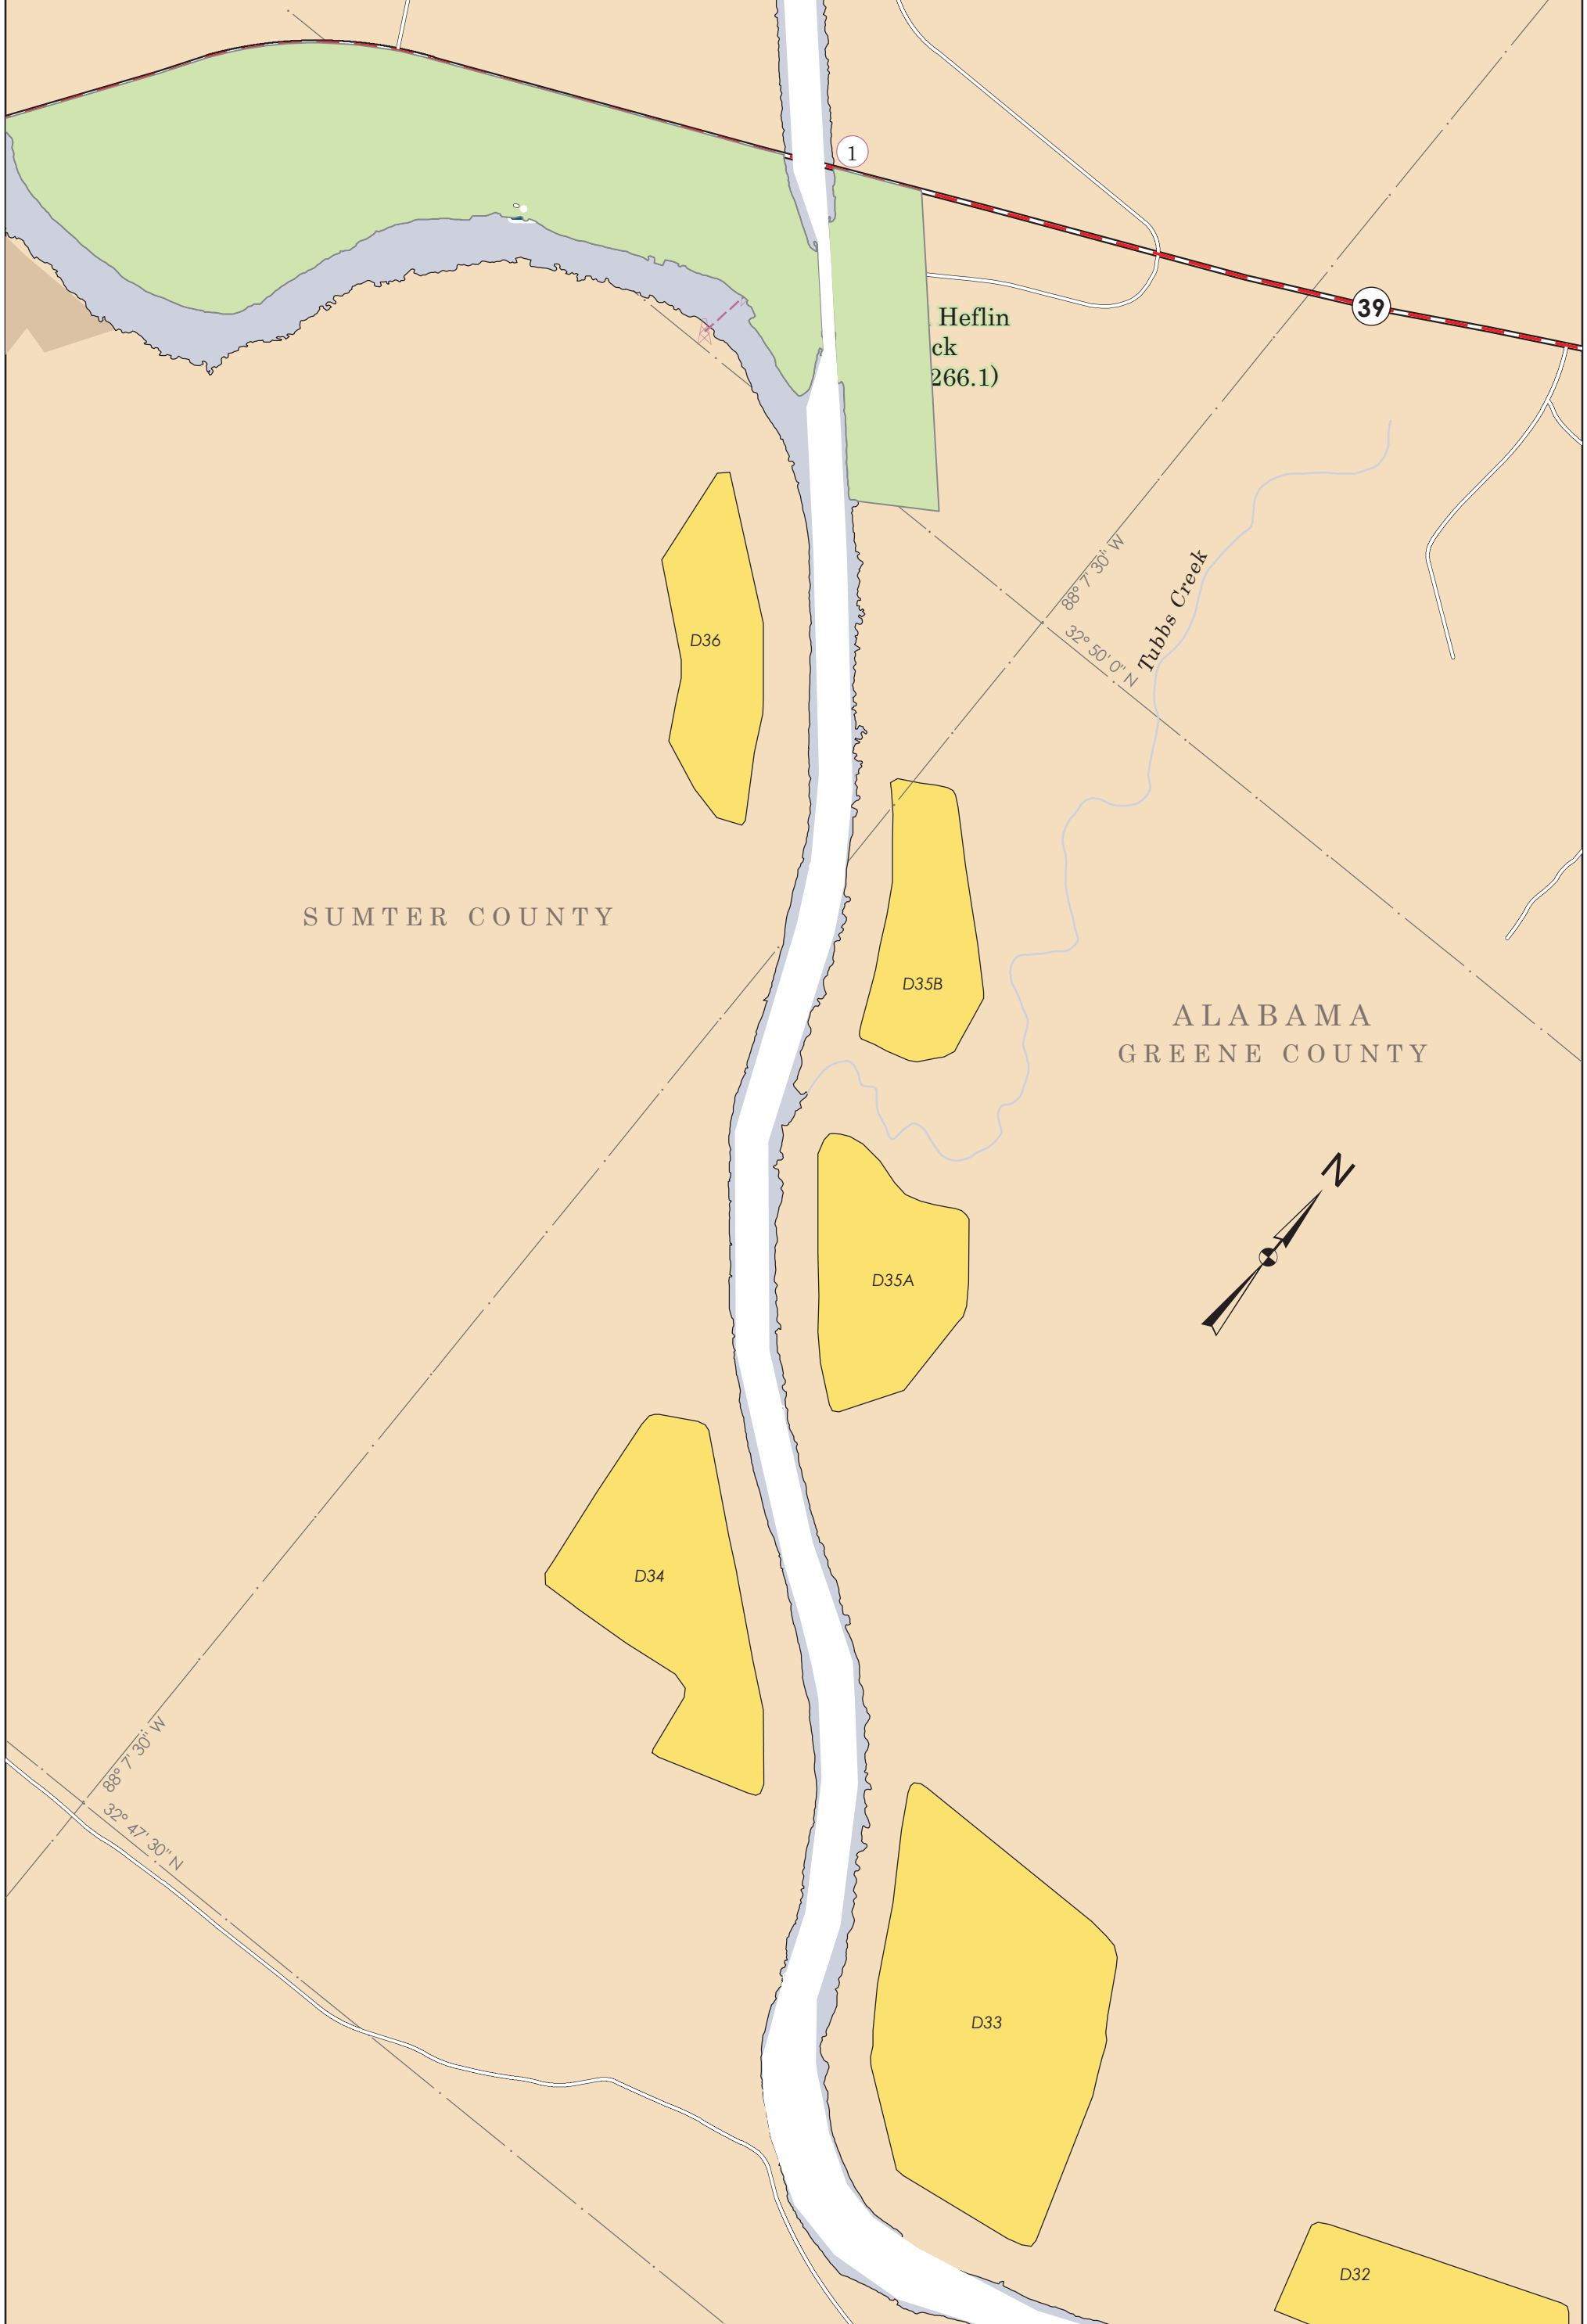 1
39
Heflin
ck
266.1)
88° 7' 30" W
32° 50' 0" N
Tubbs Creek
D36
D35B
SUMTER COUNTY
ALABAMA
GREENE COUNTY
N
D35A
D34
88° 7' 30" W
32° 47' 30" N
D33
D32